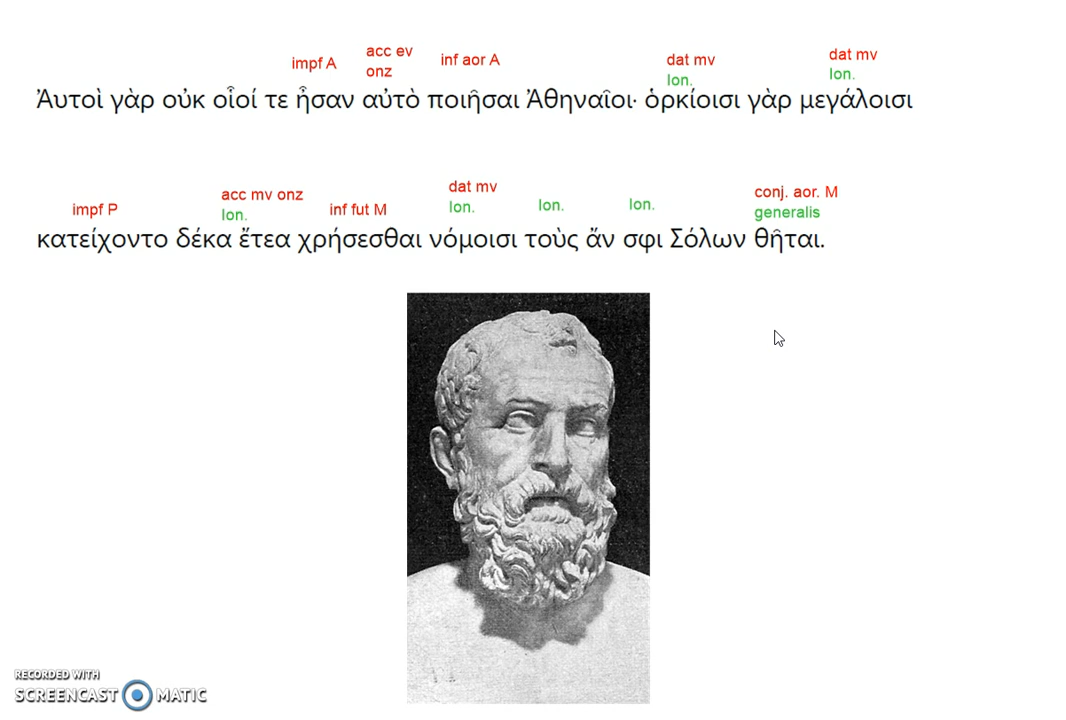 impf A acc ev inf aor A dat mv dat mv
onz Ion. Ion.
Ἀυτοὶ γὰρ οὐκ οἷοί τε ἦσαν αὐτὸ ποιῆσαι Ἀθηναῖοι· ὁρκίοισι γὰρ μεγάλοισι
impf P acc mv onz inf fut M dat mv conj. aor. M
Ion. Ion. Ion. Ion. generalis
κατείχοντο δέκα ἔτεα χρήσεσθαι νόμοισι τοὺς ἄν σφι Σόλων θῆται.
RECORDED WITH
SCREENCAST MATIC